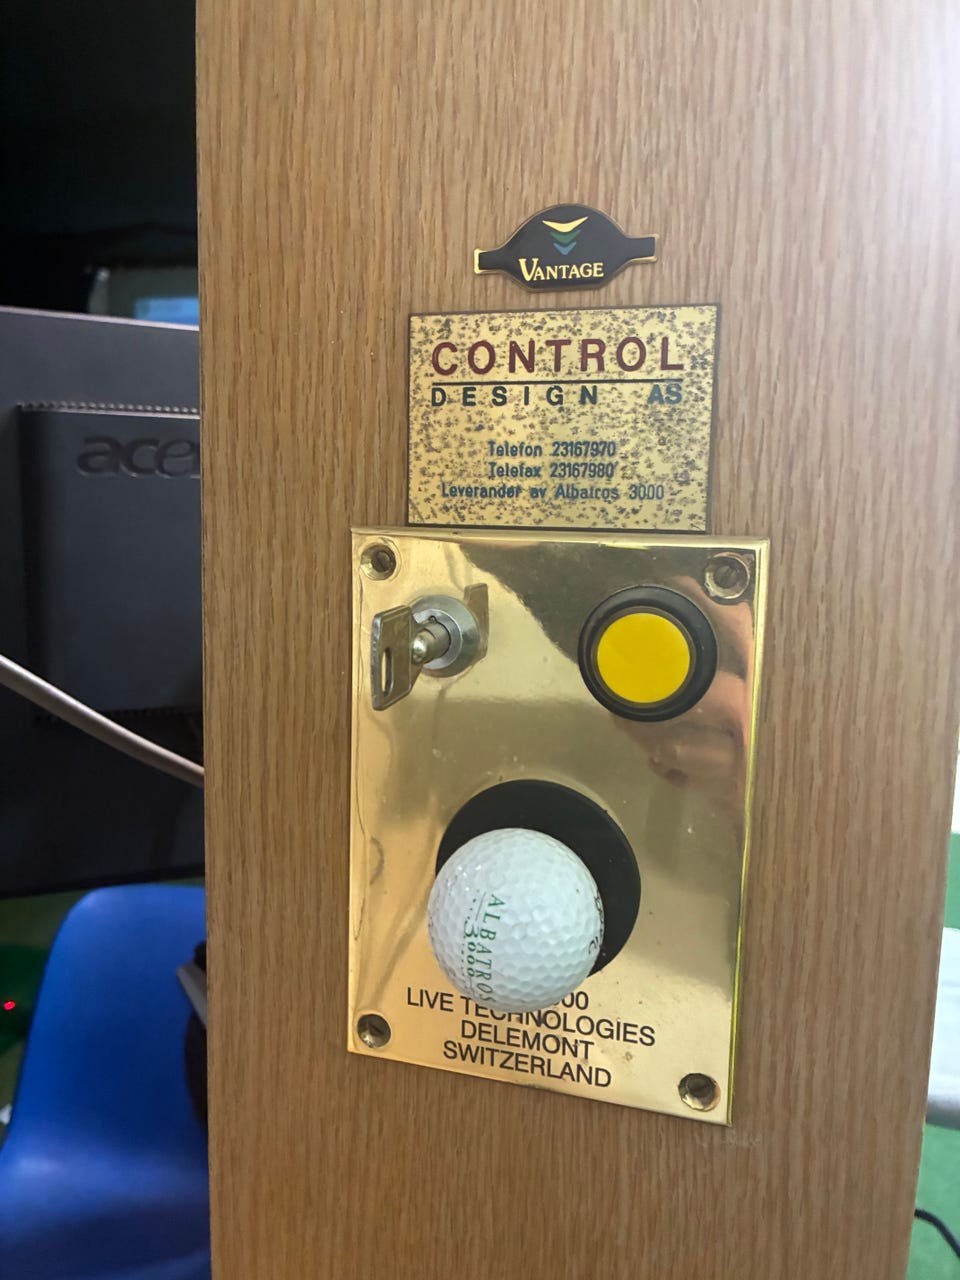 VANTAGE
CONTROL
DESIGN AS
Telefon 23167970
Telefax 23167980
Leverandør av Albatros 3000
acer
ALBATROS
3000
00
LIVE TECHNOLOGIES
DELEMONT
SWITZERLAND